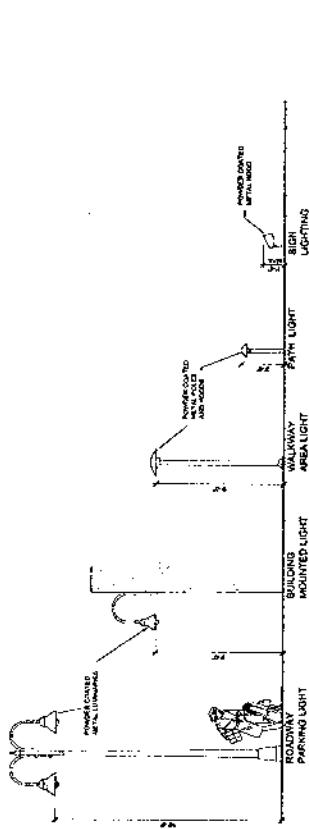 POWDER COATED
METAL LUMINAIRES
POWDER COATED
METAL POLES
AND HOODS
POWDER COATED
METAL HOOD
ROADWAY
PARKING LIGHT
BUILDING
MOUNTED LIGHT
WALKWAY
AREA LIGHT
PATH LIGHT
SIGN
LIGHTING